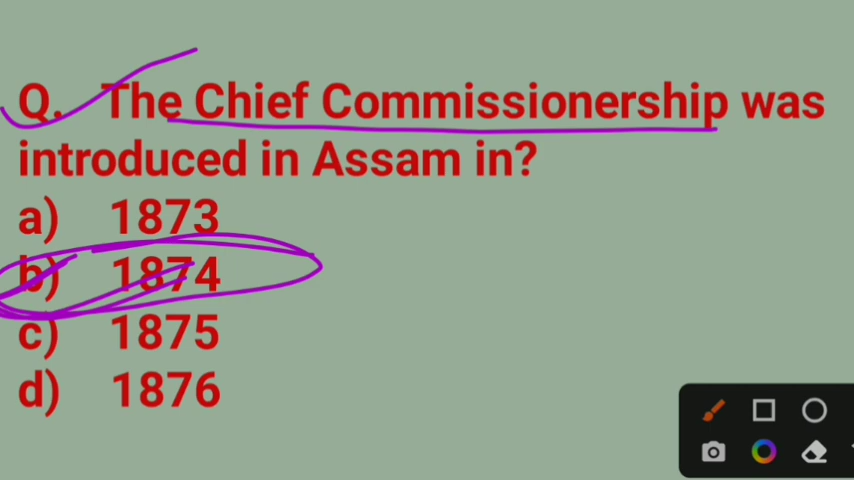 Q. The Chief Commissionership was
introduced in Assam in?
a) 1873
b) 1874
c) 1875
d) 1876